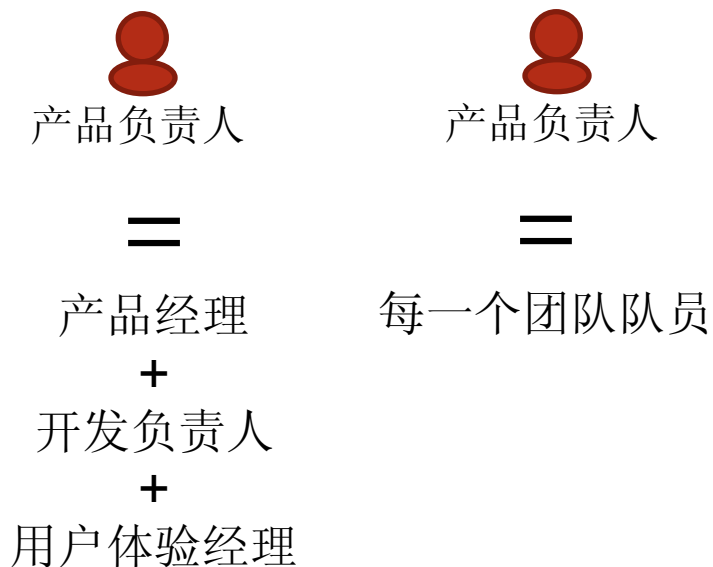 产品负责人
=
产品经理
+
开发负责人
+
用户体验经理
产品负责人
=
每一个团队队员